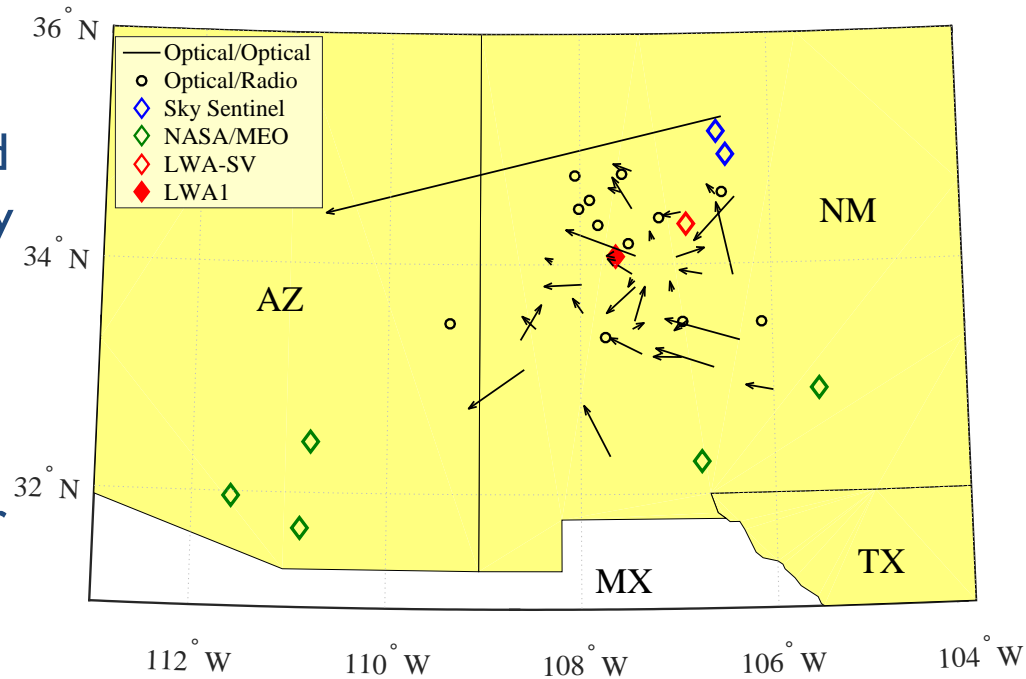 36° N
Optical/Optical
Optical/Radio
Sky Sentinel
NASA/MEO
LWA-SV
LWA1
NM
34° N
AZ
32° N
TX
MX
112° W 110° W 108° W 106° W 104° W